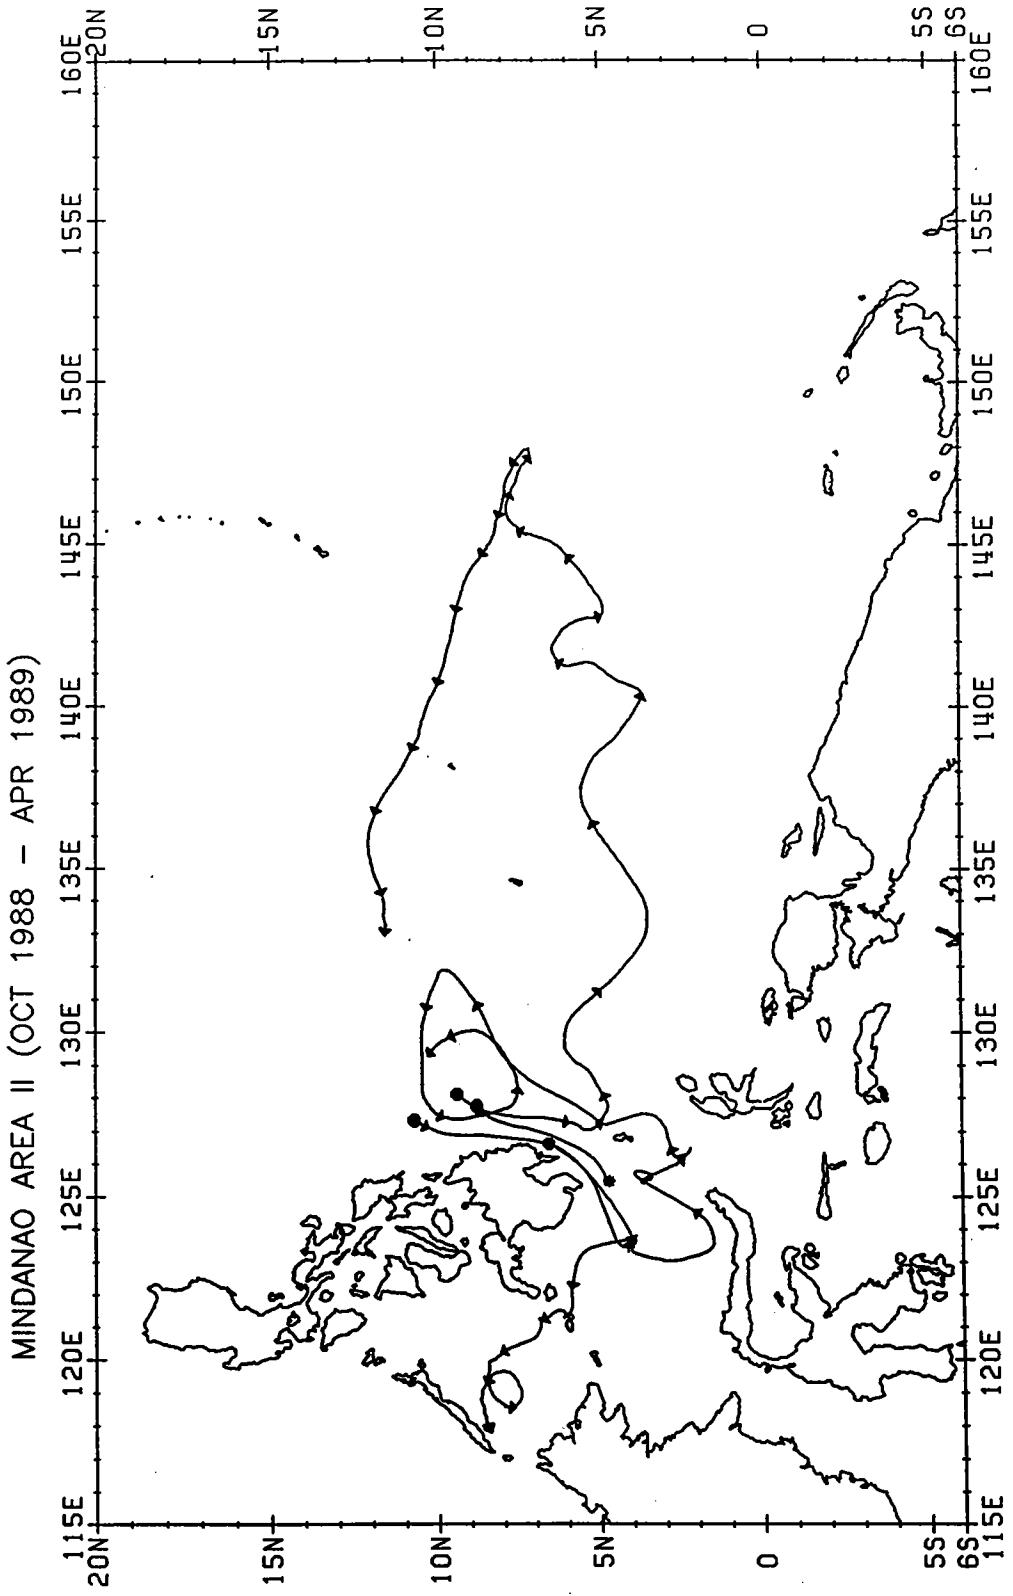 MINDANAO AREA II (OCT 1988 - APR 1989)
115E 120E 125E 130E 135E 140E 145E 150E 155E 160E
20N 20N
15N 15N
10N 10N
5N 5N
0 0
5S 5S
6S 6S
115E 120E 125E 130E 135E 140E 145E 150E 155E 160E